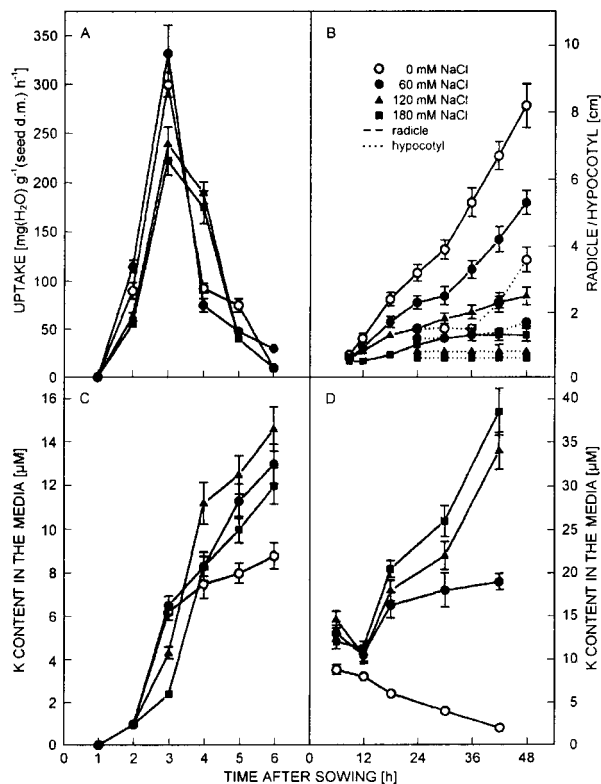 A
B
350
300
250
200
150
100
50
0
UPTAKE [mg(H₂O) g⁻¹(seed d.m.) h⁻¹]
0 mM NaCl
60 mM NaCl
120 mM NaCl
180 mM NaCl
radicle
hypocotyl
10
8
6
4
2
0
RADICLE/HYPOCOTYL [cm]
C
D
14
12
10
8
6
4
2
0
K CONTENT IN THE MEDIA [µM]
40
35
30
25
20
15
10
5
0
K CONTENT IN THE MEDIA [µM]
0 1 2 3 4 5 6
12 24 36 48
TIME AFTER SOWING [h]